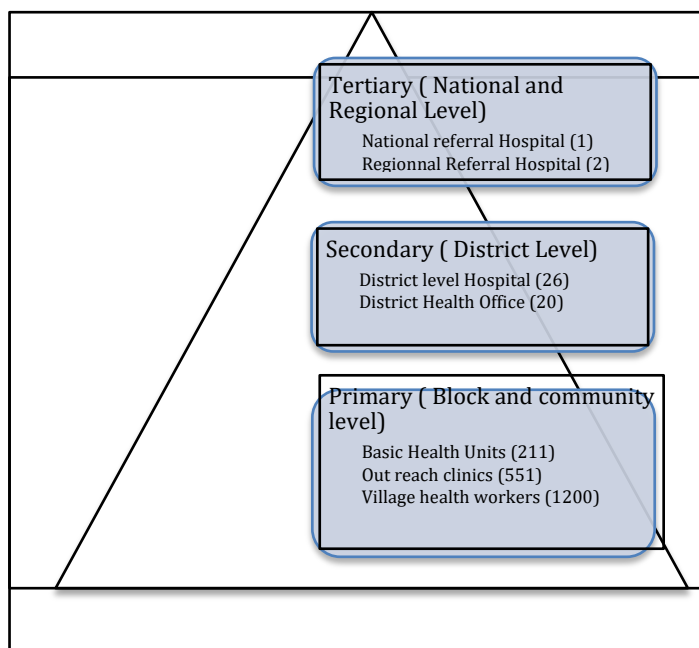 Tertiary ( National and
Regional Level)
National referral Hospital (1)
Regionnal Referral Hospital (2)
Secondary ( District Level)
District level Hospital (26)
District Health Office (20)
Primary ( Block and community
level)
Basic Health Units (211)
Out reach clinics (551)
Village health workers (1200)